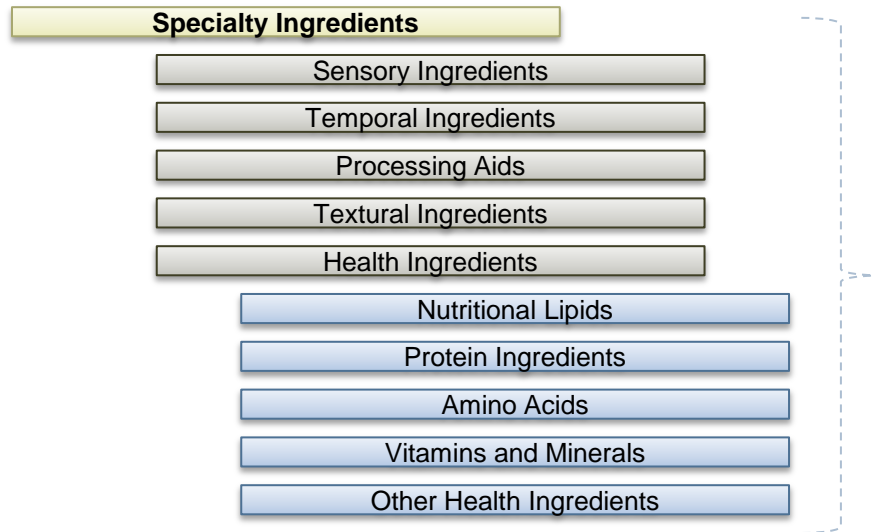 Specialty Ingredients
Sensory Ingredients
Temporal Ingredients
Processing Aids
Textural Ingredients
Health Ingredients
Nutritional Lipids
Protein Ingredients
Amino Acids
Vitamins and Minerals
Other Health Ingredients